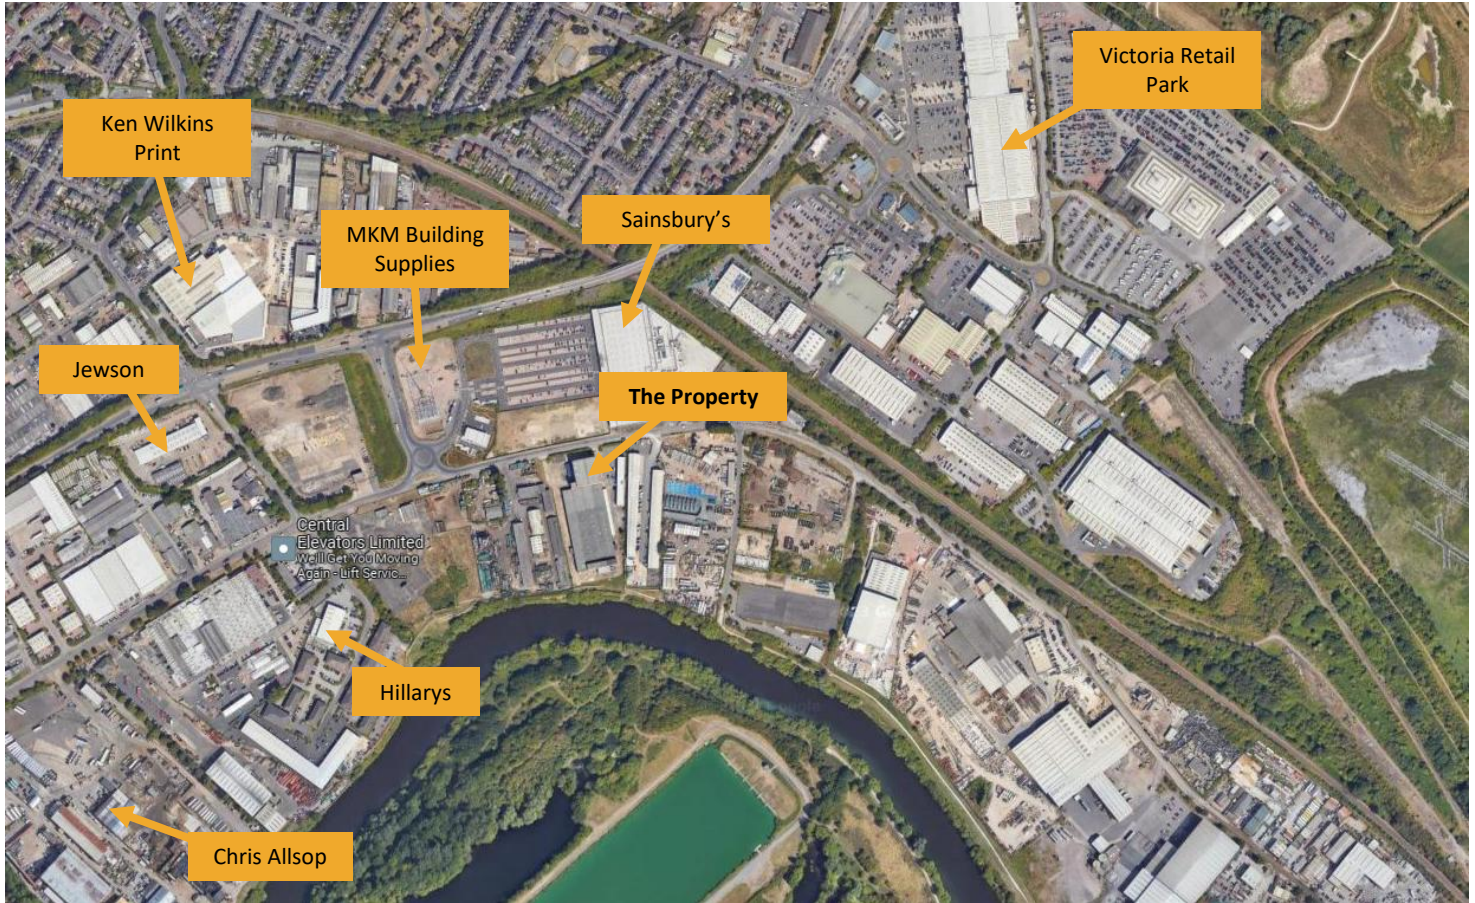 Victoria Retail
Park
Ken Wilkins
Print
MKM Building
Supplies
Sainsbury's
Jewson
The Property
Central
Elevators Limited
We'll Get You Moving
Again - Lift Servic...
Hillarys
Chris Allsop